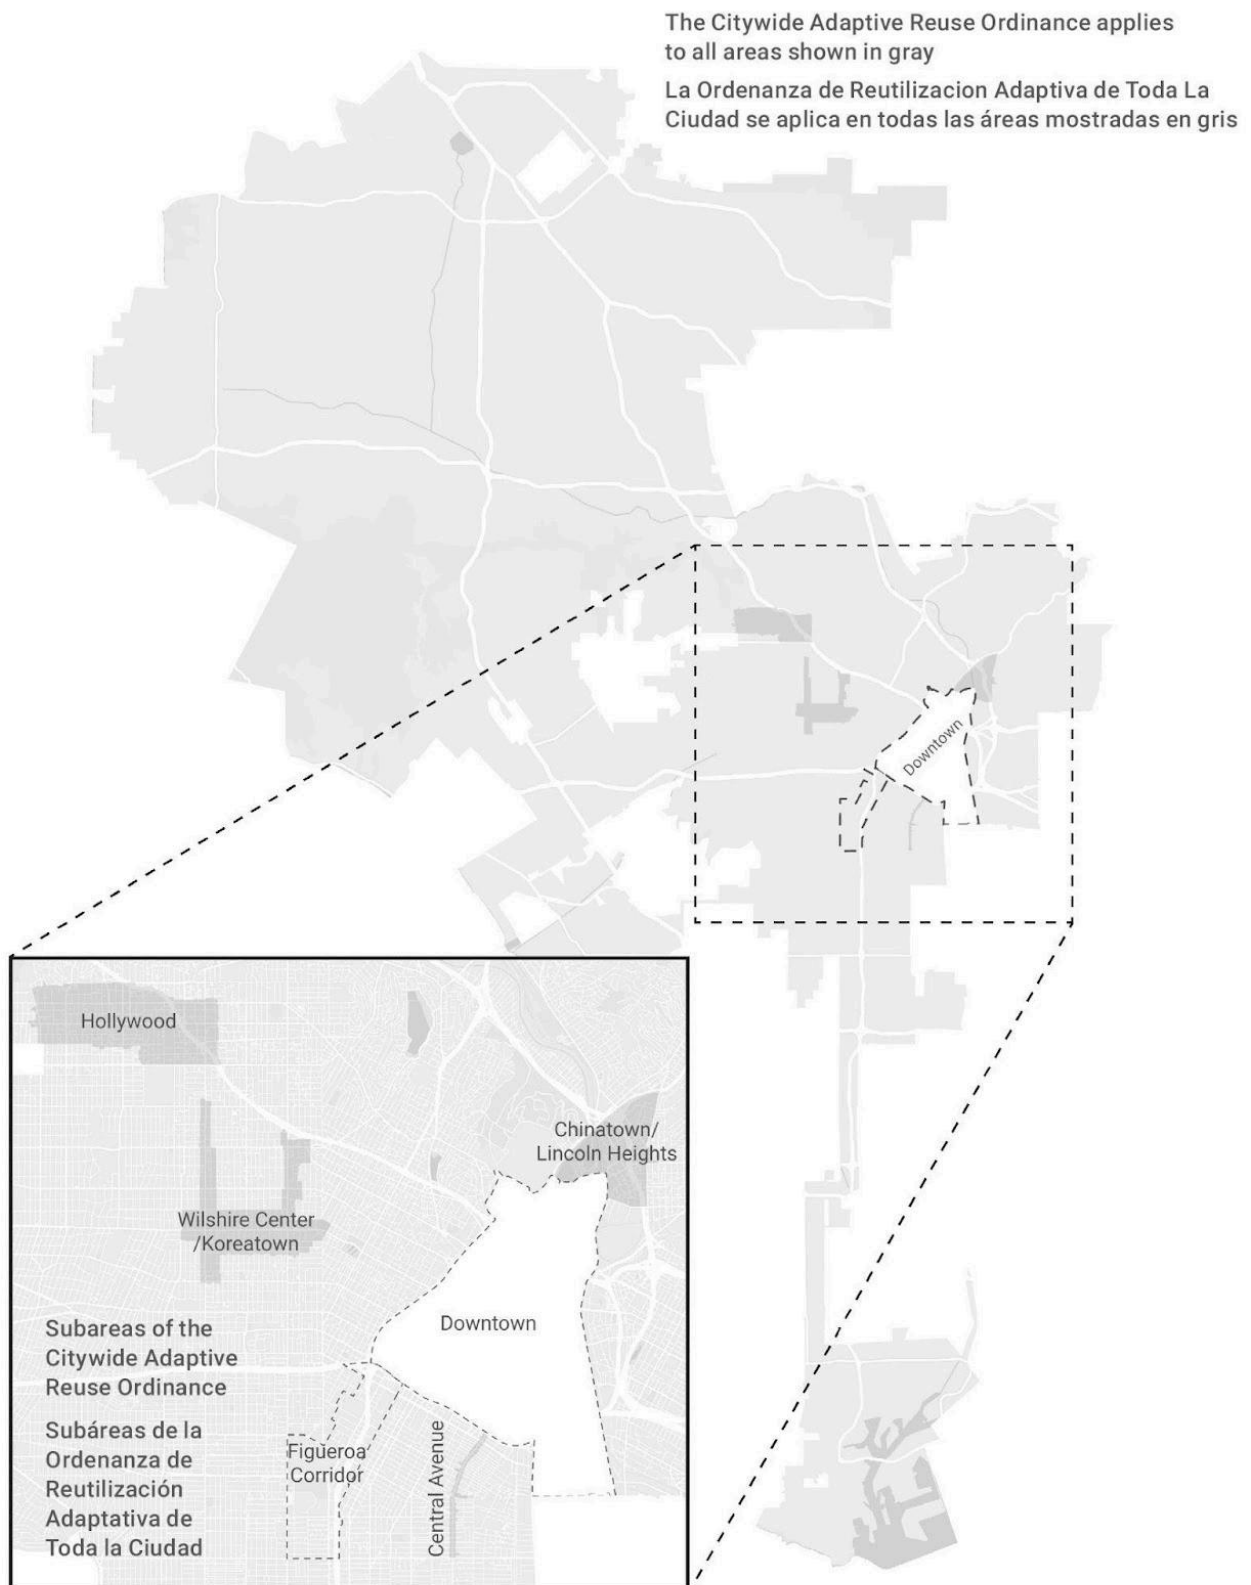 The Citywide Adaptive Reuse Ordinance applies
to all areas shown in gray
La Ordenanza de Reutilizacion Adaptiva de Toda La
Ciudad se aplica en todas las áreas mostradas en gris
Downtown
Hollywood
Chinatown/
Lincoln Heights
Wilshire Center
/Koreatown
Downtown
Subareas of the
Citywide Adaptive
Reuse Ordinance
Subáreas de la
Ordenanza de
Reutilización
Adaptativa de
Toda la Ciudad
Figueroa
Corridor
Central Avenue